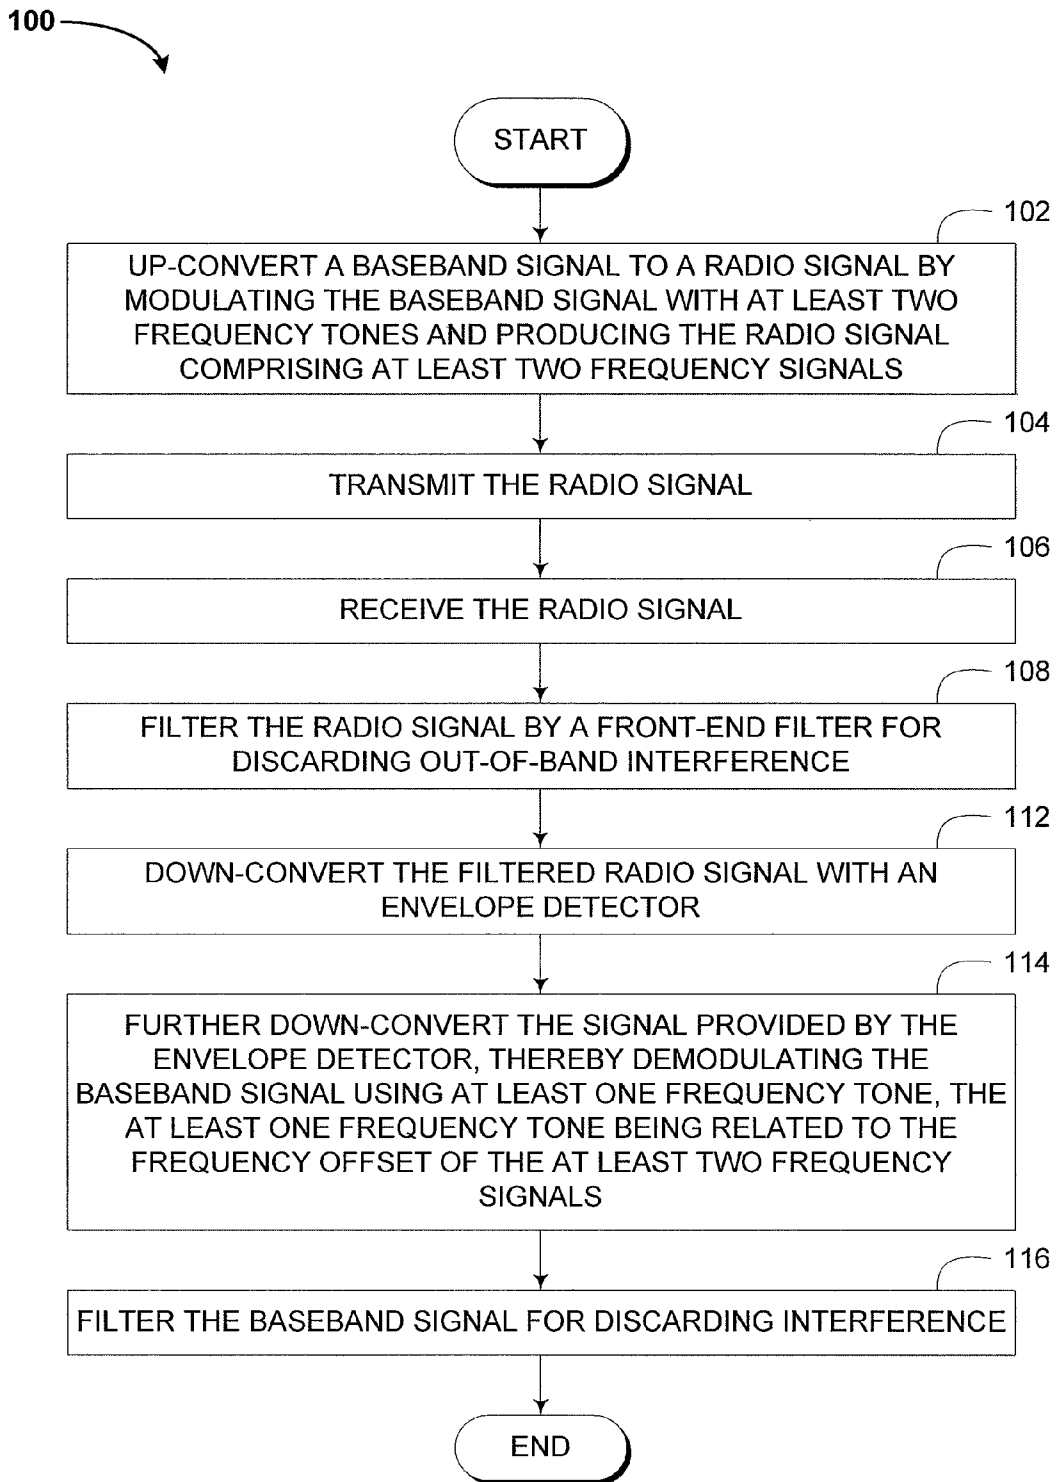 100
START
102
UP-CONVERT A BASEBAND SIGNAL TO A RADIO SIGNAL BY
MODULATING THE BASEBAND SIGNAL WITH AT LEAST TWO
FREQUENCY TONES AND PRODUCING THE RADIO SIGNAL
COMPRISING AT LEAST TWO FREQUENCY SIGNALS
104
TRANSMIT THE RADIO SIGNAL
106
RECEIVE THE RADIO SIGNAL
108
FILTER THE RADIO SIGNAL BY A FRONT-END FILTER FOR
DISCARDING OUT-OF-BAND INTERFERENCE
112
DOWN-CONVERT THE FILTERED RADIO SIGNAL WITH AN
ENVELOPE DETECTOR
114
FURTHER DOWN-CONVERT THE SIGNAL PROVIDED BY THE
ENVELOPE DETECTOR, THEREBY DEMODULATING THE
BASEBAND SIGNAL USING AT LEAST ONE FREQUENCY TONE, THE
AT LEAST ONE FREQUENCY TONE BEING RELATED TO THE
FREQUENCY OFFSET OF THE AT LEAST TWO FREQUENCY
SIGNALS
116
FILTER THE BASEBAND SIGNAL FOR DISCARDING INTERFERENCE
END